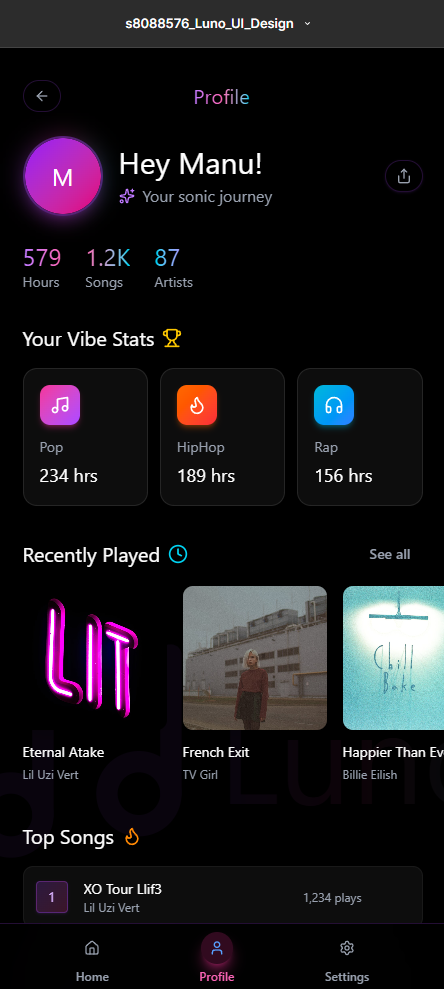 s8088576_Luno_UI_Design
Profile
M
Hey Manu!
Your sonic journey
579 1.2K 87
Hours Songs Artists
Your Vibe Stats
Pop HipHop Rap
234 hrs 189 hrs 156 hrs
Recently Played See all
LIT
Chill
Bake
Eternal Atake French Exit Happier Than Ev
Lil Uzi Vert TV Girl Billie Eilish
Luno
Top Songs
1 XO Tour Llif3 1,234 plays
Lil Uzi Vert
Home Profile Settings